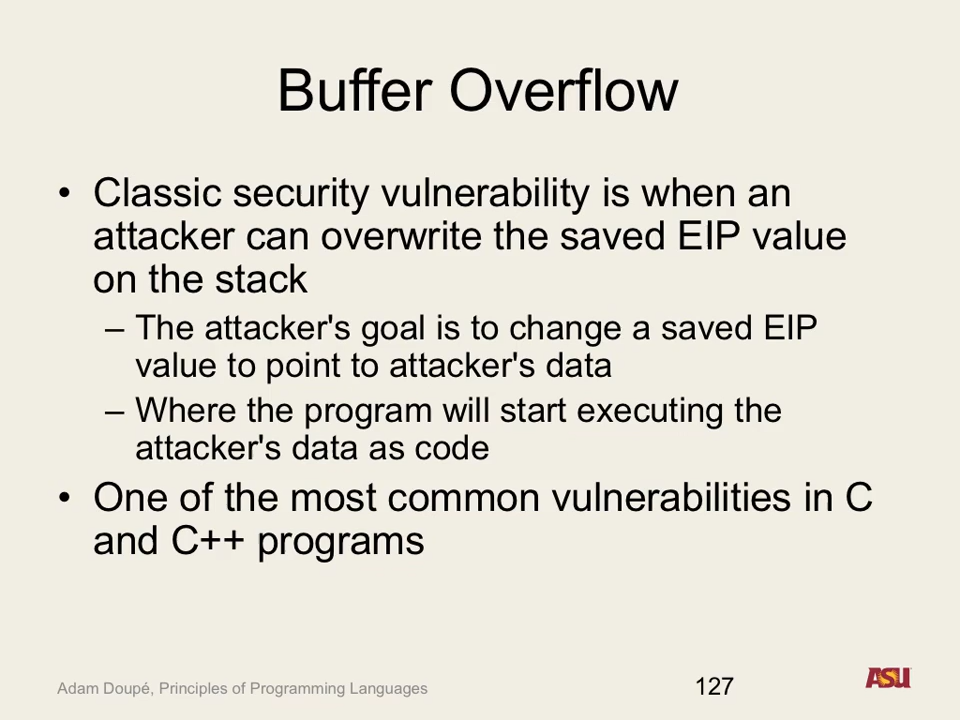 Buffer Overflow
• Classic security vulnerability is when an
attacker can overwrite the saved EIP value
on the stack
– The attacker's goal is to change a saved EIP
value to point to attacker's data
– Where the program will start executing the
attacker's data as code
• One of the most common vulnerabilities in C
and C++ programs
Adam Doupé, Principles of Programming Languages
127
ASU